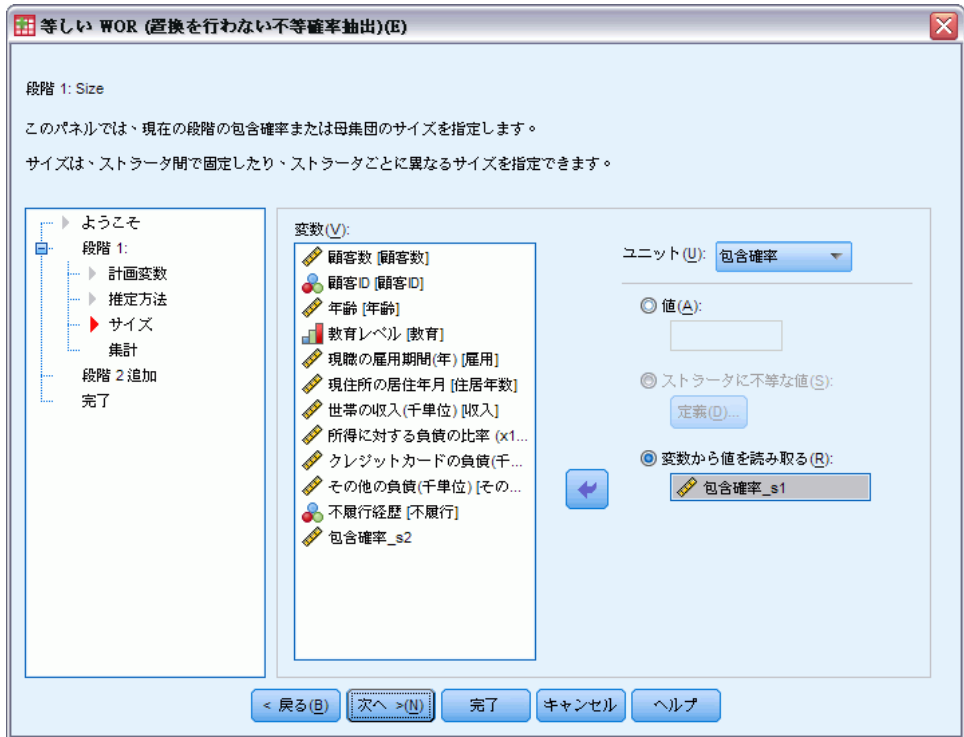 等しい WOR (置換を行わない不等確率抽出)(E)
段階 1: Size
このパネルでは、現在の段階の包含確率または母集団のサイズを指定します。
サイズは、ストラータ間で固定したり、ストラータごとに異なるサイズを指定できます。
ようこそ
段階 1:
計画変数
推定方法
サイズ
集計
段階 2 追加
完了
変数(V):
顧客数 [顧客数]
顧客ID [顧客ID]
年齢 [年齢]
教育レベル [教育]
現職の雇用期間(年) [雇用]
現住所の居住年月 [住居年数]
世帯の収入(千単位) [収入]
所得に対する負債の比率 (x1...
クレジットカードの負債(千...
その他の負債(千単位) [その...
不履行経歴 [不履行]
包含確率_s2
ユニット(U): 包含確率
値(A):
ストラータに不等な値(S):
定義(D)...
変数から値を読み取る(R):
包含確率_s1
< 戻る(B) 次へ >(N) 完了 キャンセル ヘルプ